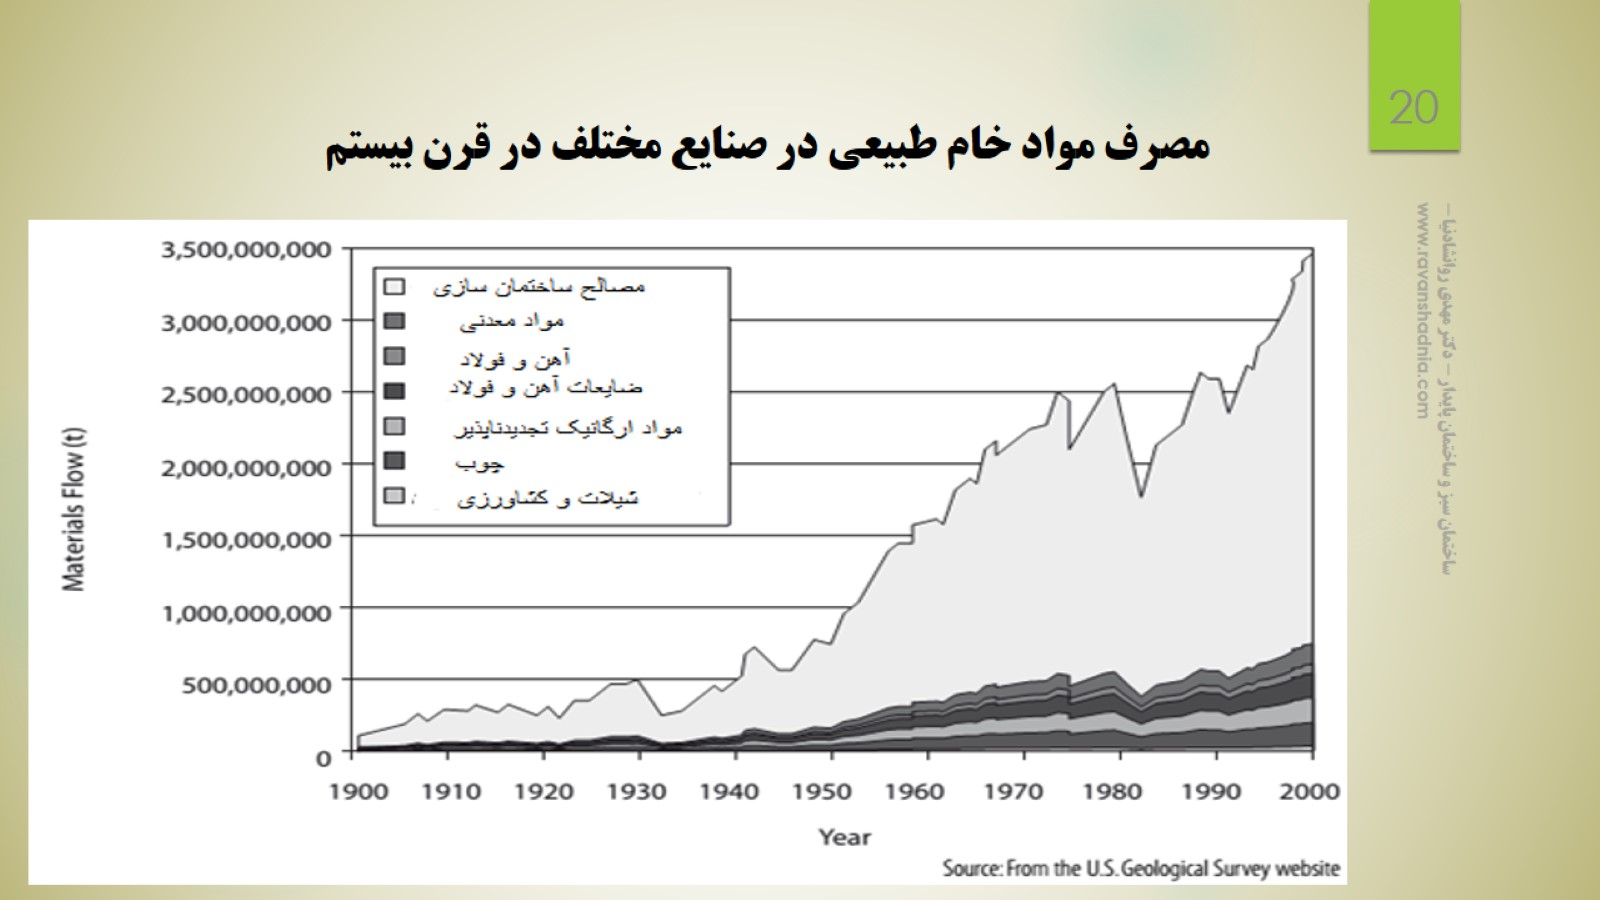 20
مصرف مواد خام طبیعی در صنایع مختلف در قرن بیستم
ساختمان سبز و ساختمان پایدار – دکتر مهدی روانشادنیا –
www.ravanshadnia.com
3,500,000,000
3,000,000,000
2,500,000,000
2,000,000,000
1,500,000,000
1,000,000,000
500,000,000
0
Materials Flow (t)
مصالح ساختمان سازی
مواد معدنی
آهن و فولاد
ضایعات آهن و فولاد
مواد ارگانیک تجدیدناپذیر
چوب
شیلات و کشاورزی
1900 1910 1920 1930 1940 1950 1960 1970 1980 1990 2000
Year
Source: From the U.S. Geological Survey website